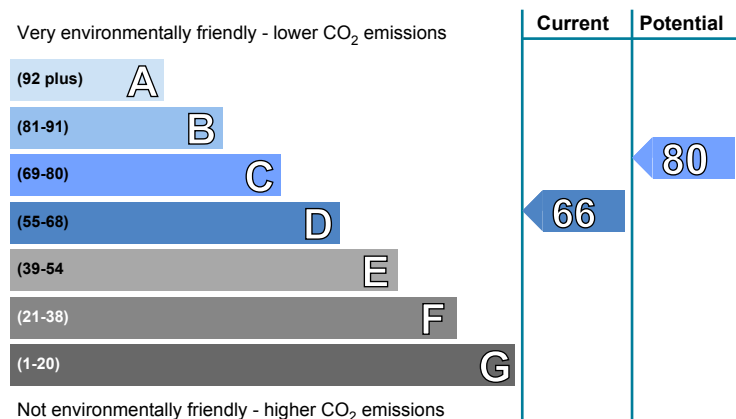 Very environmentally friendly - lower CO₂ emissions
Current
Potential
(92 plus) A
(81-91) B
(69-80) C
(55-68) D
(39-54 E
(21-38) F
(1-20) G
80
66
Not environmentally friendly - higher CO₂ emissions